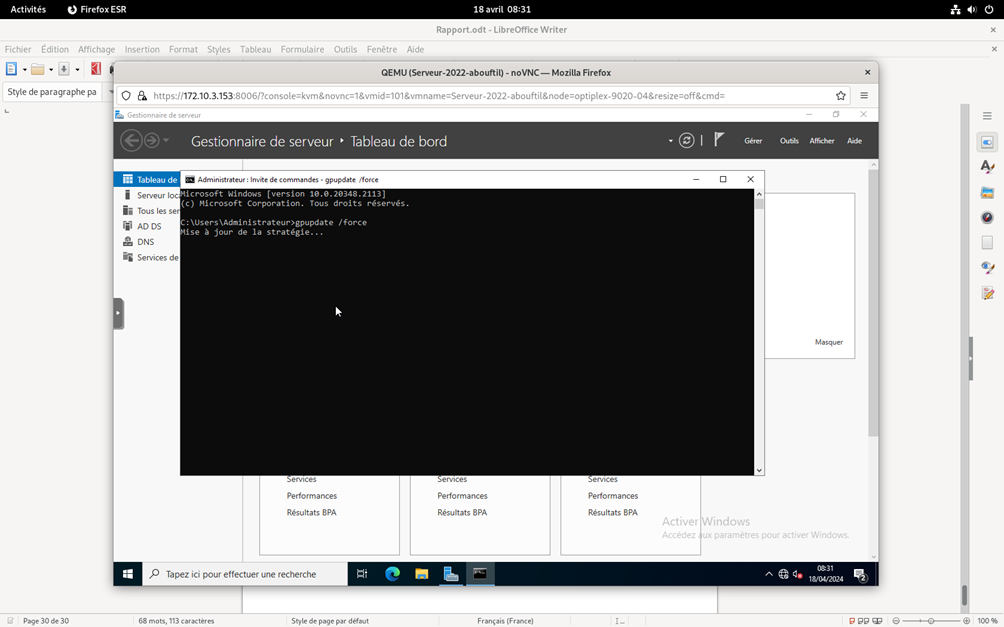 Activités
Firefox ESR
18 avril 08:31
Rapport.odt - LibreOffice Writer
Fichier Édition Affichage Insertion Format Styles Tableau Formulaire Outils Fenêtre Aide
QEMU (Serveur-2022-abouftil) - noVNC — Mozilla Firefox
Style de paragraphe pa
https://172.10.3.153:8006/?console=kvm&novnc=1&vmid=101&vmname=Serveur-2022-abouftil&node=optiplex-9020-04&resize=off&cmd=
Gestionnaire de serveur
Gestionnaire de serveur Tableau de bord
Gérer Outils Afficher Aide
Tableau de
Serveur loc
Tous les ser
AD DS
DNS
Services de
Administrateur : Invite de commandes - gpupdate /force
Microsoft Windows [version 10.0.20348.2113]
(c) Microsoft Corporation. Tous droits réservés.
C:\Users\Administrateur>gpupdate /force
Mise à jour de la stratégie...
Masquer
Services Services Services
Performances Performances Performances
Résultats BPA Résultats BPA Résultats BPA
Activer Windows
Accédez aux paramètres pour activer Windows.
Tapez ici pour effectuer une recherche
08:31
18/04/2024
2
Page 30 de 30
68 mots, 113 caractères
Style de page par défaut
Français (France)
100 %